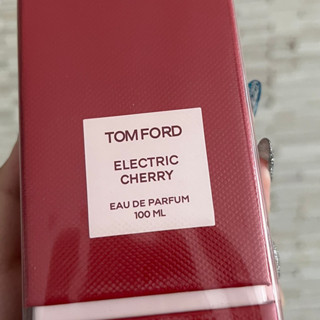 TOM FORD
ELECTRIC
CHERRY
EAU DE PARFUM
100 ML